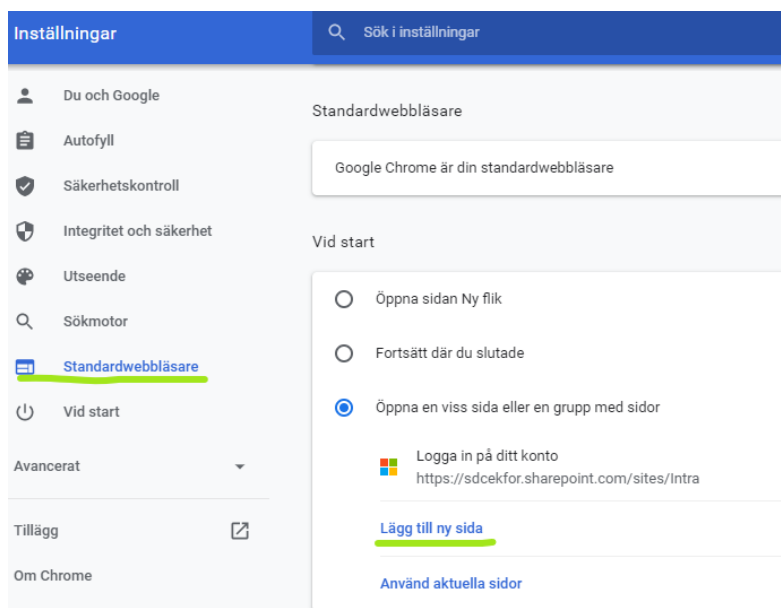 Inställningar
Sök i inställningar
Du och Google
Autofyll
Säkerhetskontroll
Integritet och säkerhet
Utseende
Sökmotor
Standardwebbläsare
Vid start
Avancerat
Tillägg
Om Chrome
Standardwebbläsare
Google Chrome är din standardwebbläsare
Vid start
Öppna sidan Ny flik
Fortsätt där du slutade
Öppna en viss sida eller en grupp med sidor
Logga in på ditt konto
https://sdcekfor.sharepoint.com/sites/Intra
Lägg till ny sida
Använd aktuella sidor